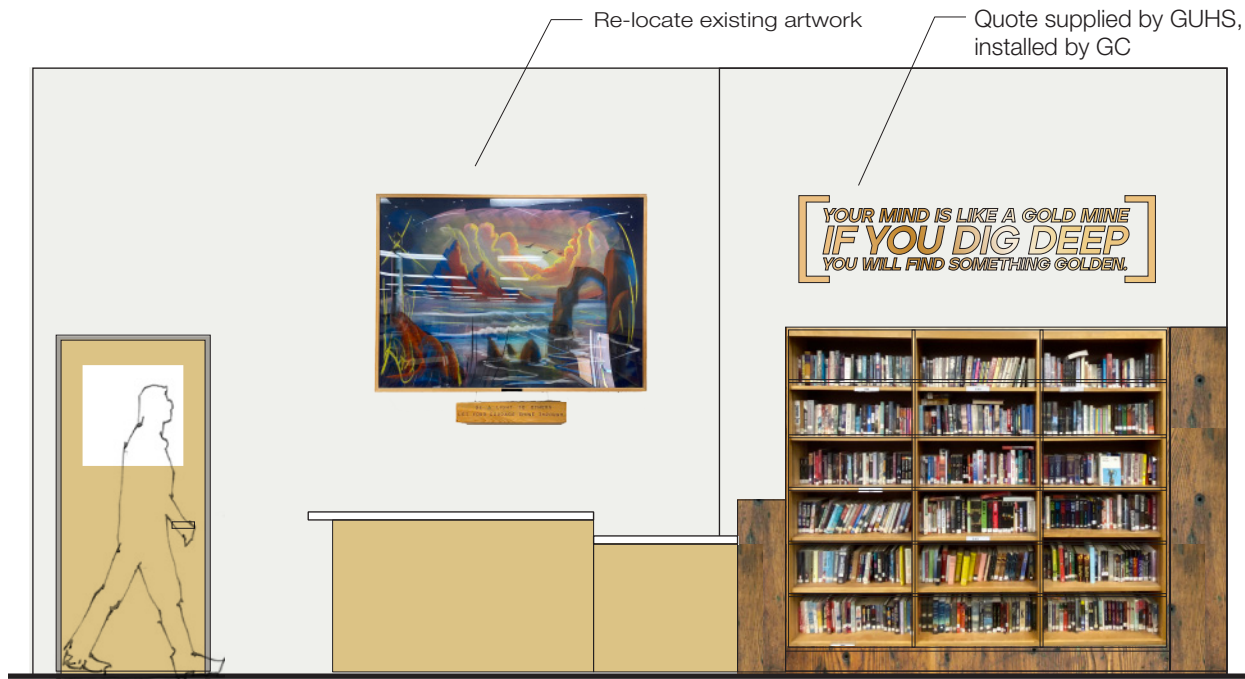 Re-locate existing artwork
Quote supplied by GUHS,
installed by GC
YOUR MIND IS LIKE A GOLD MINE
IF YOU DIG DEEP
YOU WILL FIND SOMETHING GOLDEN.